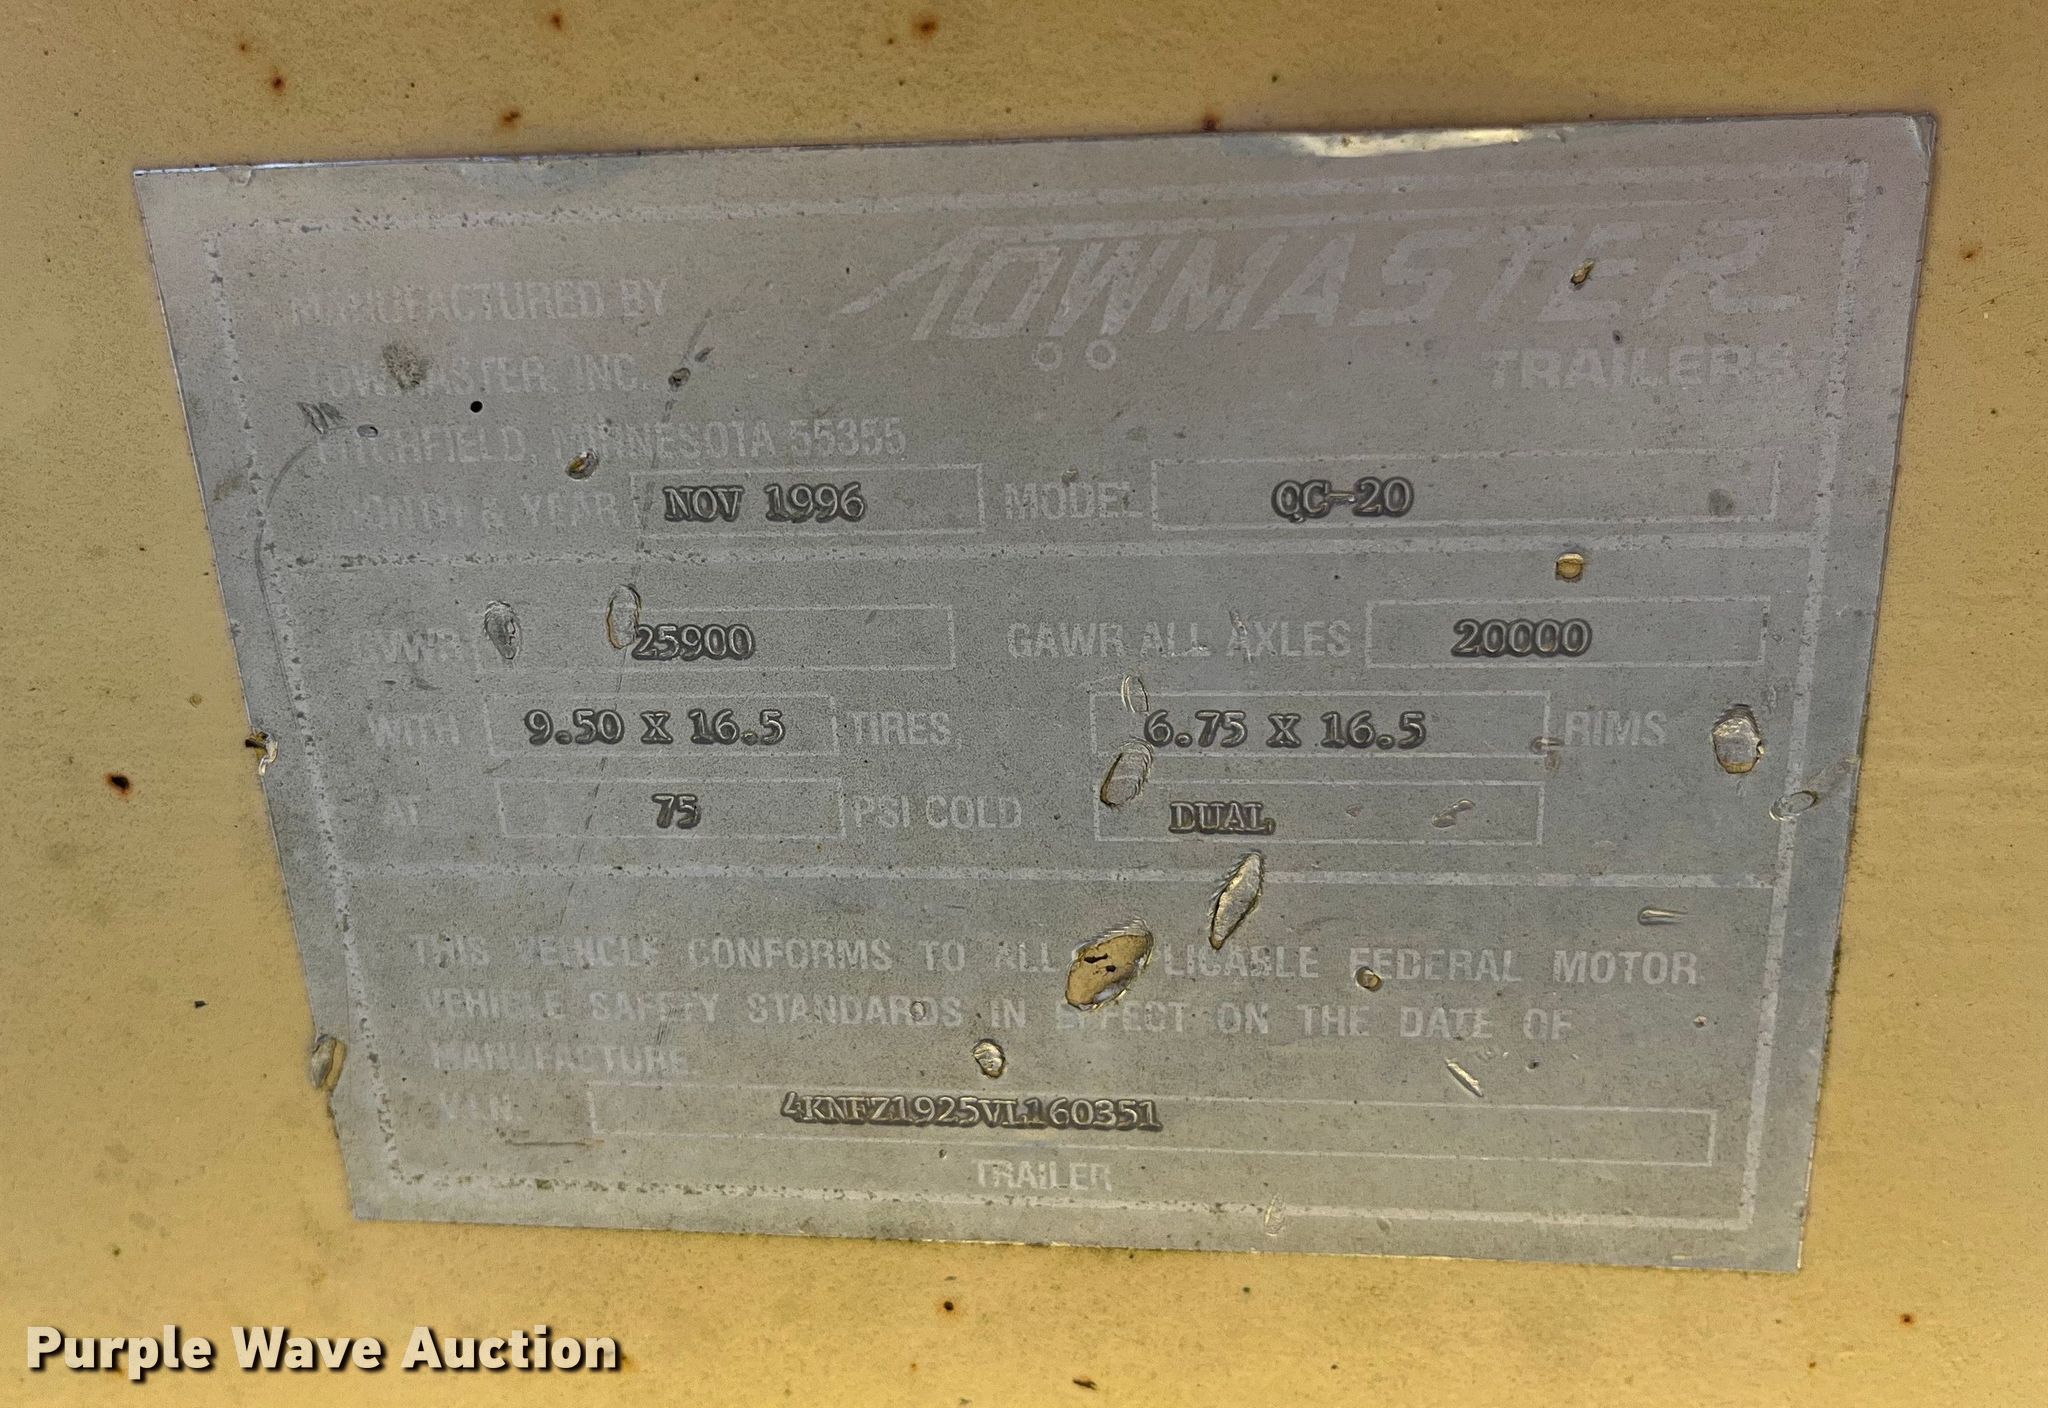 TOWMASTER
TRAILERS
MANUFACTURED BY
TOWMASTER, INC.
LITCHFIELD, MINNESOTA 55355
MONTH & YEAR NOV 1996 MODEL QC-20
GVWR 25900 GAWR ALL AXLES 20000
WITH 9.50 X 16.5 TIRES 6.75 X 16.5 RIMS
AT 75 PSI COLD DUAL
THIS VEHICLE CONFORMS TO ALL APPLICABLE FEDERAL MOTOR
VEHICLE SAFETY STANDARDS IN EFFECT ON THE DATE OF
MANUFACTURE
V.I.N. 4KNFZ1925VL160351
TRAILER
Purple Wave Auction